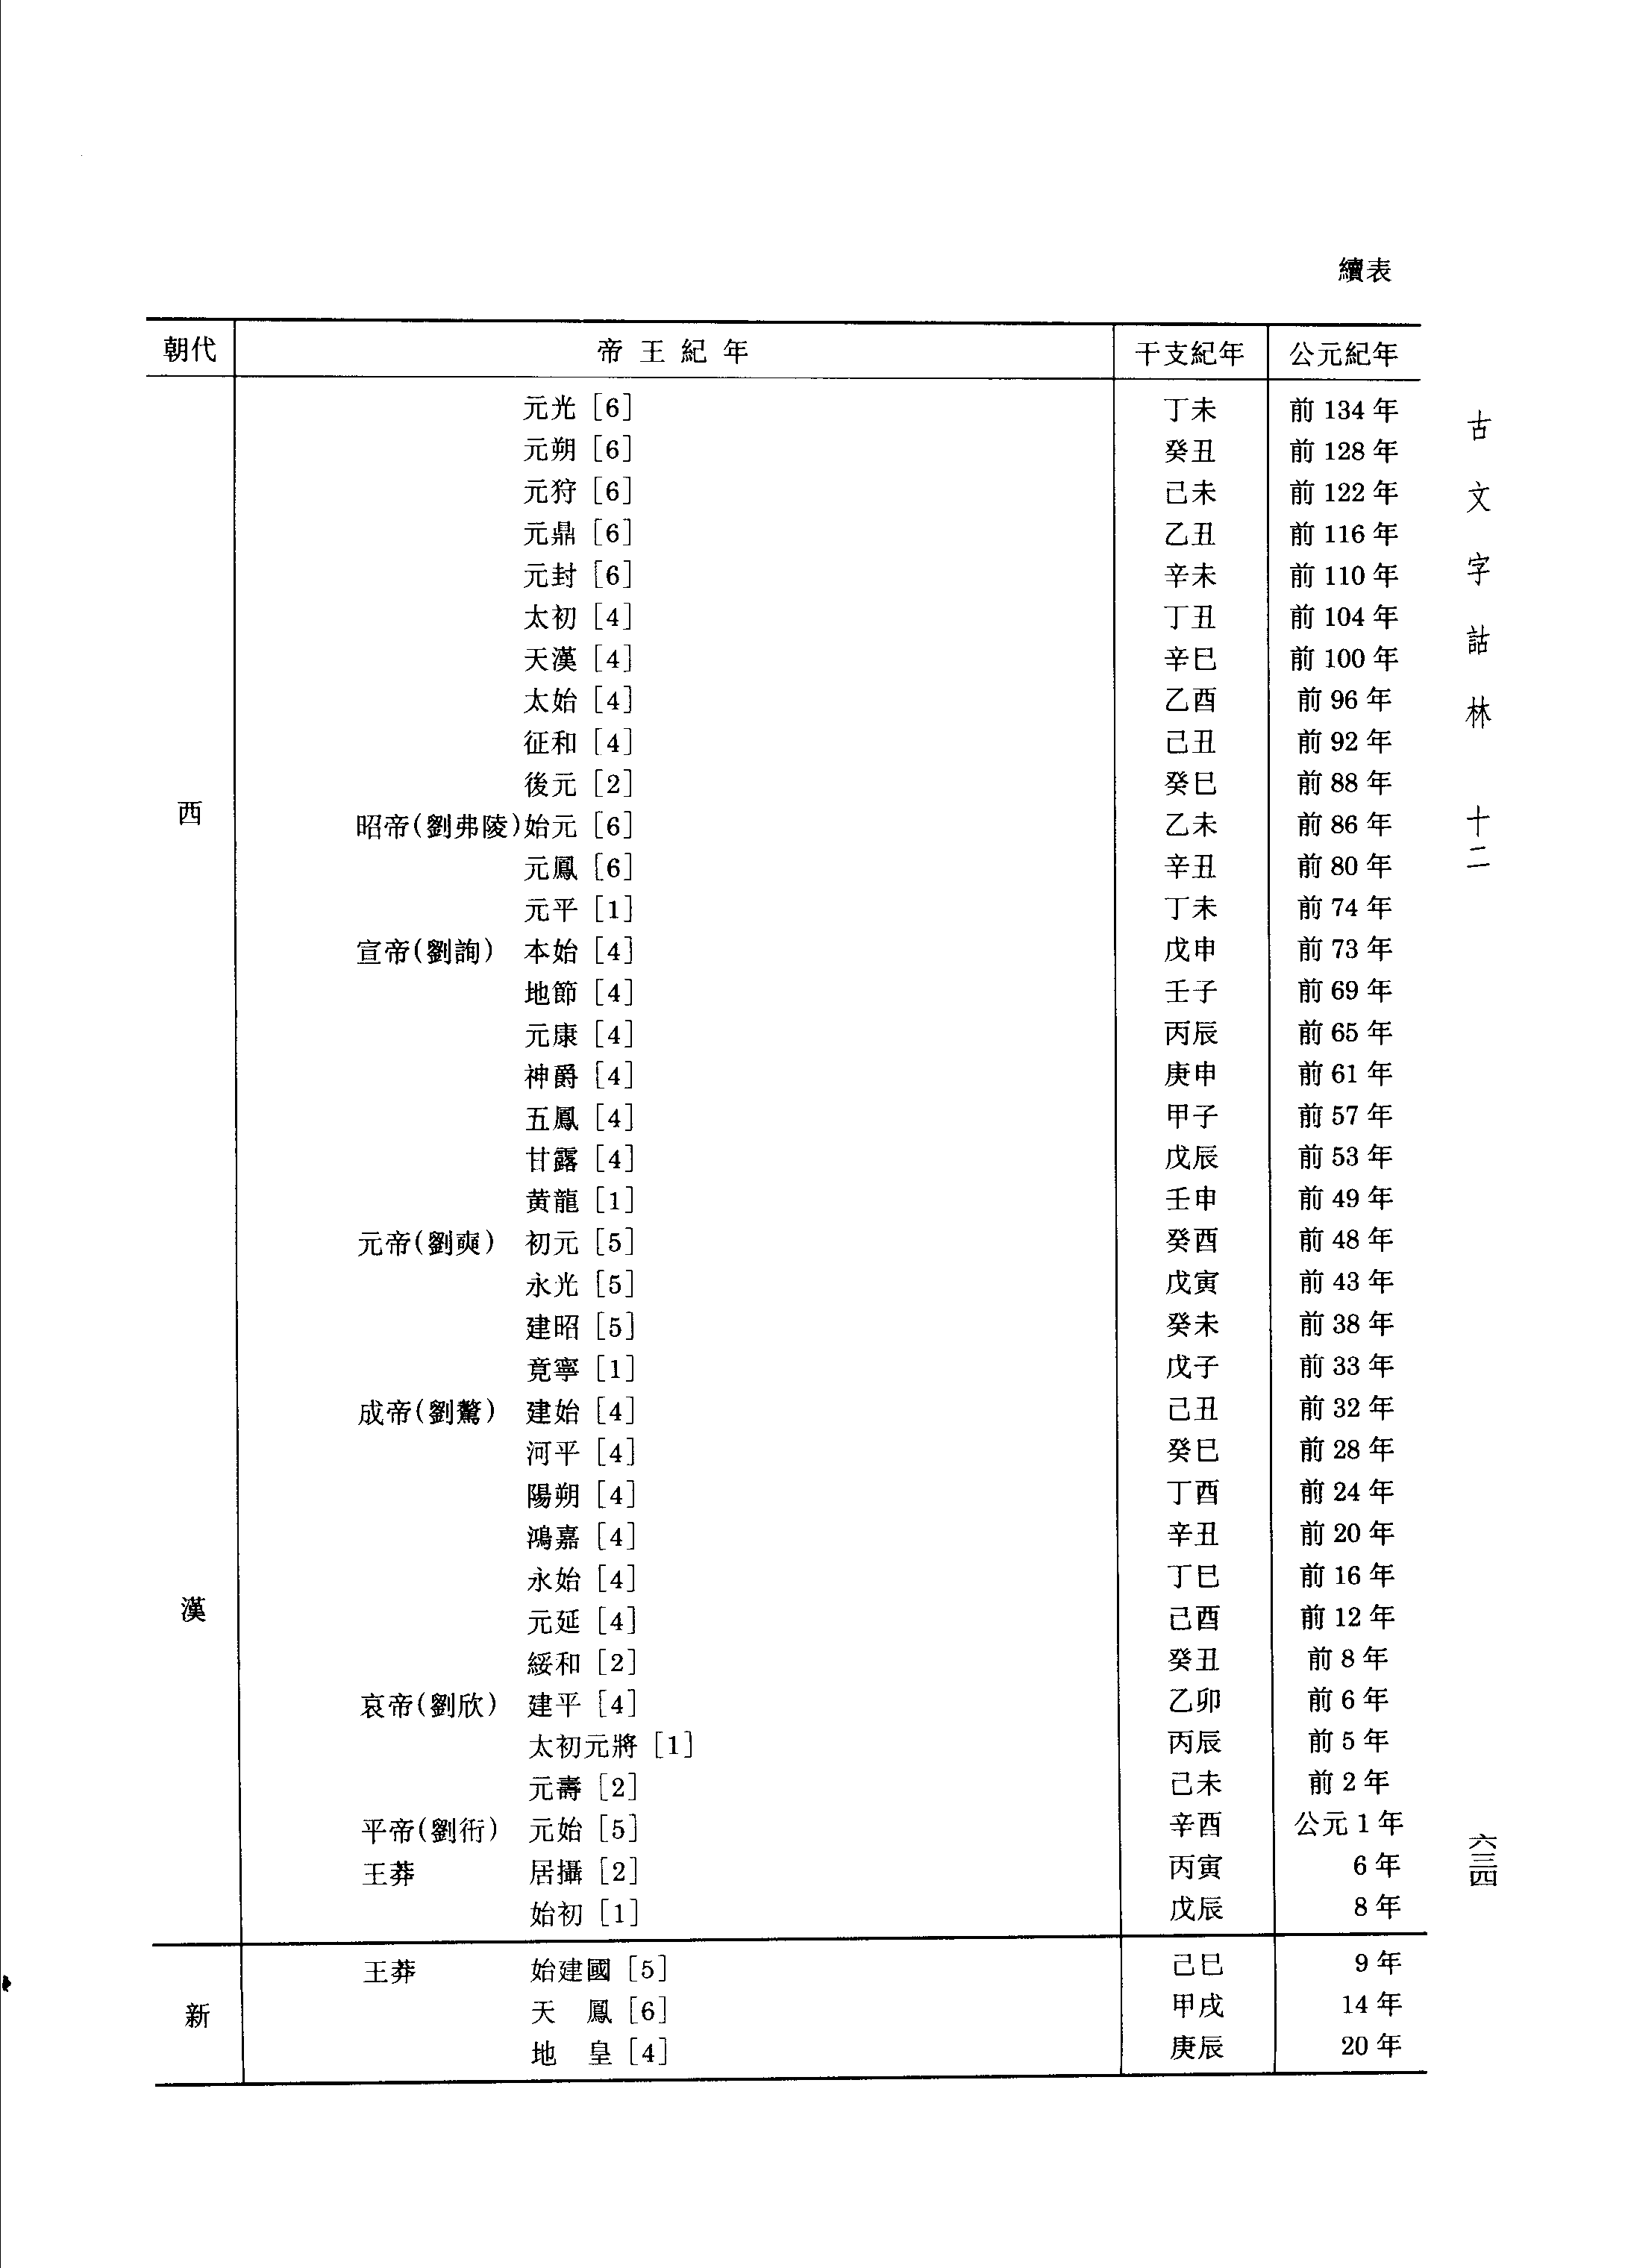 續表
朝代 帝王紀年 干支紀年 公元紀年
元光 [6] 丁未 前 134 年
元朔 [6] 癸丑 前 128 年
元狩 [6] 己未 前 122 年
元鼎 [6] 乙丑 前 116 年
元封 [6] 辛未 前 110 年
太初 [4] 丁丑 前 104 年
天漢 [4] 辛巳 前 100 年
太始 [4] 乙酉 前 96 年
征和 [4] 己丑 前 92 年
後元 [2] 癸巳 前 88 年
西 昭帝(劉弗陵)始元 [6] 乙未 前 86 年
元鳳 [6] 辛丑 前 80 年
元平 [1] 丁未 前 74 年
宣帝(劉詢) 本始 [4] 戊申 前 73 年
地節 [4] 壬子 前 69 年
元康 [4] 丙辰 前 65 年
神爵 [4] 庚申 前 61 年
五鳳 [4] 甲子 前 57 年
甘露 [4] 戊辰 前 53 年
黄龍 [1] 壬申 前 49 年
元帝(劉奭) 初元 [5] 癸酉 前 48 年
永光 [5] 戊寅 前 43 年
建昭 [5] 癸未 前 38 年
竟寧 [1] 戊子 前 33 年
成帝(劉驁) 建始 [4] 己丑 前 32 年
河平 [4] 癸巳 前 28 年
陽朔 [4] 丁酉 前 24 年
鴻嘉 [4] 辛丑 前 20 年
永始 [4] 丁巳 前 16 年
漢 元延 [4] 己酉 前 12 年
綏和 [2] 癸丑 前 8 年
哀帝(劉欣) 建平 [4] 乙卯 前 6 年
太初元將 [1] 丙辰 前 5 年
元壽 [2] 己未 前 2 年
平帝(劉衎) 元始 [5] 辛酉 公元 1 年
王莽 居攝 [2] 丙寅 6 年
始初 [1] 戊辰 8 年
王莽 始建國 [5] 己巳 9 年
新 天鳳 [6] 甲戌 14 年
地皇 [4] 庚辰 20 年
古文字詁林 十二
六三四